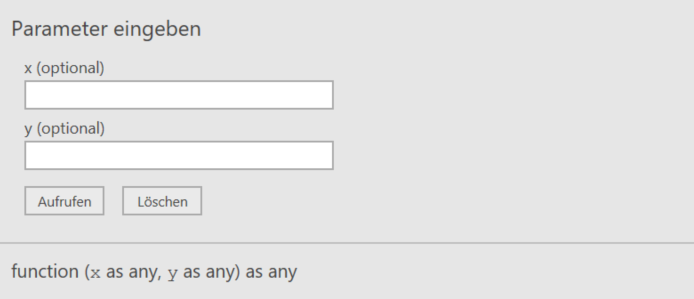 Parameter eingeben
x (optional)
y (optional)
Aufrufen Löschen
function (x as any, y as any) as any